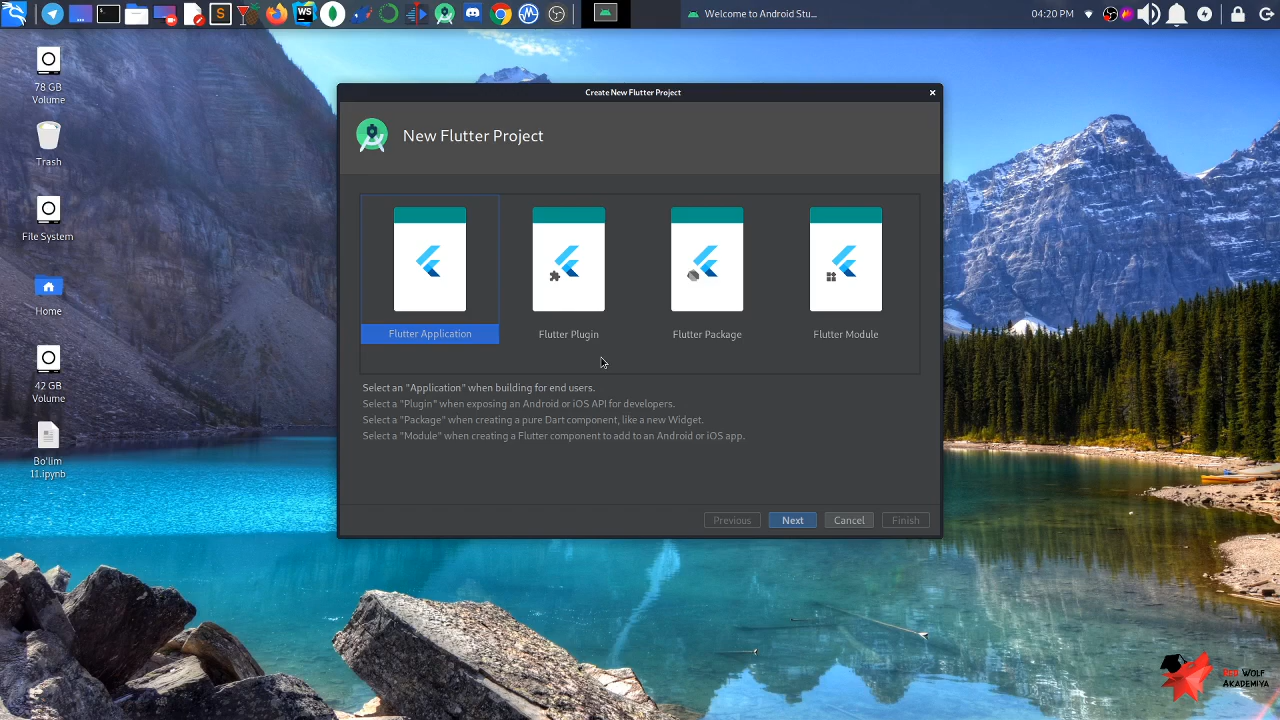 Welcome to Android Stu...
04:20 PM
78 GB
Volume
Trash
File System
Home
42 GB
Volume
Bo'lim
11.ipynb
Create New Flutter Project
New Flutter Project
Flutter Application
Flutter Plugin
Flutter Package
Flutter Module
Select an "Application" when building for end users.
Select a "Plugin" when exposing an Android or iOS API for developers.
Select a "Package" when creating a pure Dart component, like a new Widget.
Select a "Module" when creating a Flutter component to add to an Android or iOS app.
Previous
Next
Cancel
Finish
RED WOLF
AKADEMIYA